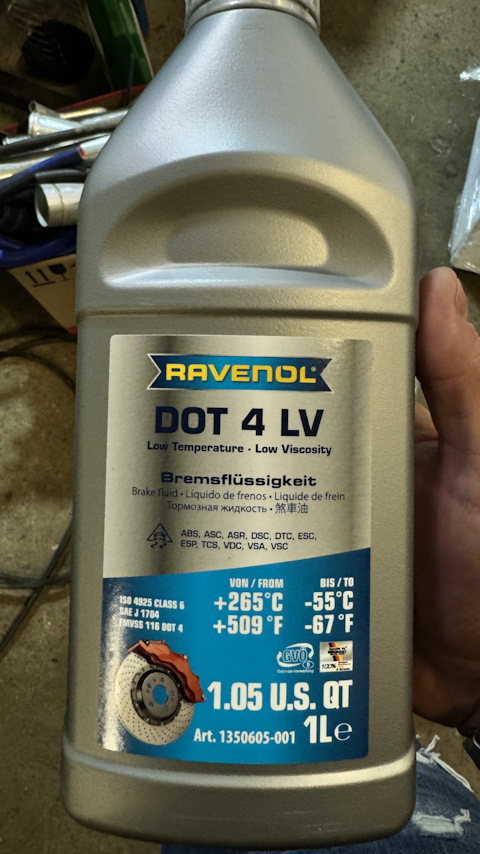 RAVENOL®
DOT 4 LV
Low Temperature · Low Viscosity
Bremsflüssigkeit
Brake fluid • Líquido de frenos • Liquide de frein
Тормозная жидкость • 煞車油
ABS, ASC, ASR, DSC, DTC, ESC,
ESP, TCS, VDC, VSA, VSC
VON / FROM BIS / TO
ISO 4925 CLASS 6
SAE J 1704
FMVSS 116 DOT 4
+265°C -55°C
+509 °F -67 °F
GVÖ
100%
1.05 U.S. QT
Art. 1350605-001 1L e